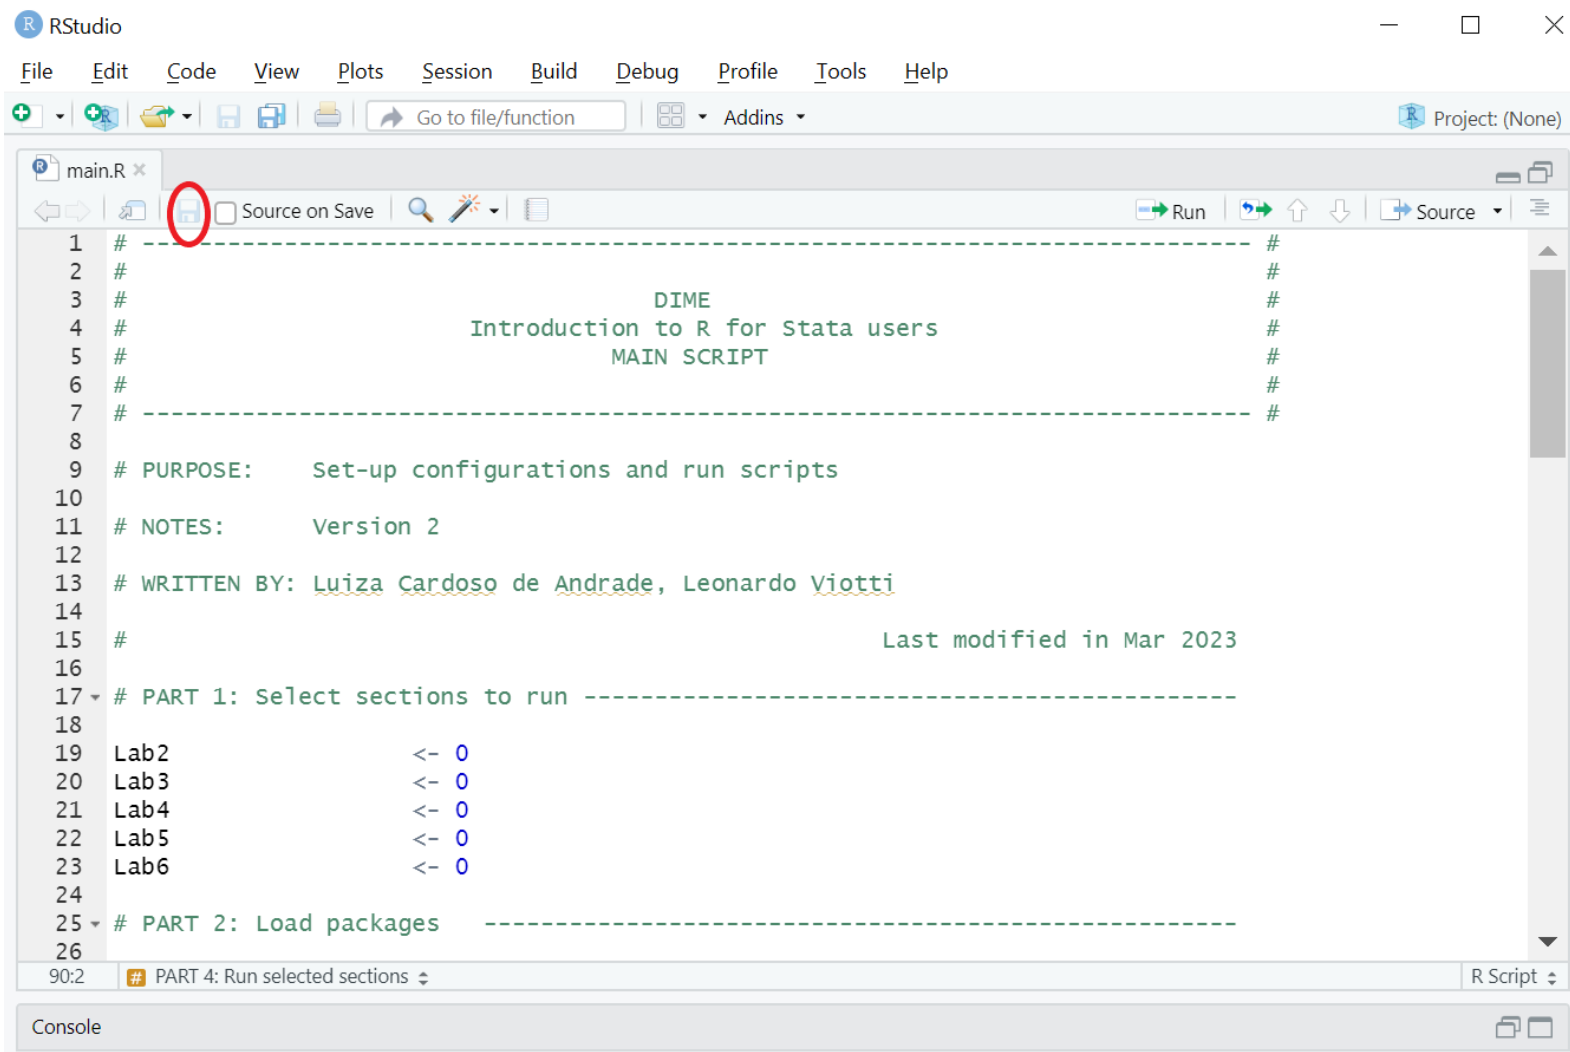 RStudio
File Edit Code View Plots Session Build Debug Profile Tools Help
Go to file/function Addins Project: (None)
main.R
Source on Save Run Source
1 # ------------------------------------------------------------------------------ #
2 # #
3 # DIME #
4 # Introduction to R for Stata users #
5 # MAIN SCRIPT #
6 # #
7 # ------------------------------------------------------------------------------ #
8
9 # PURPOSE: Set-up configurations and run scripts
10
11 # NOTES: Version 2
12
13 # WRITTEN BY: Luiza Cardoso de Andrade, Leonardo Viotti
14
15 # Last modified in Mar 2023
16
17 # PART 1: Select sections to run ----------------------------------------------
18
19 Lab2 <- 0
20 Lab3 <- 0
21 Lab4 <- 0
22 Lab5 <- 0
23 Lab6 <- 0
24
25 # PART 2: Load packages -----------------------------------------------------
26
90:2 # PART 4: Run selected sections R Script
Console